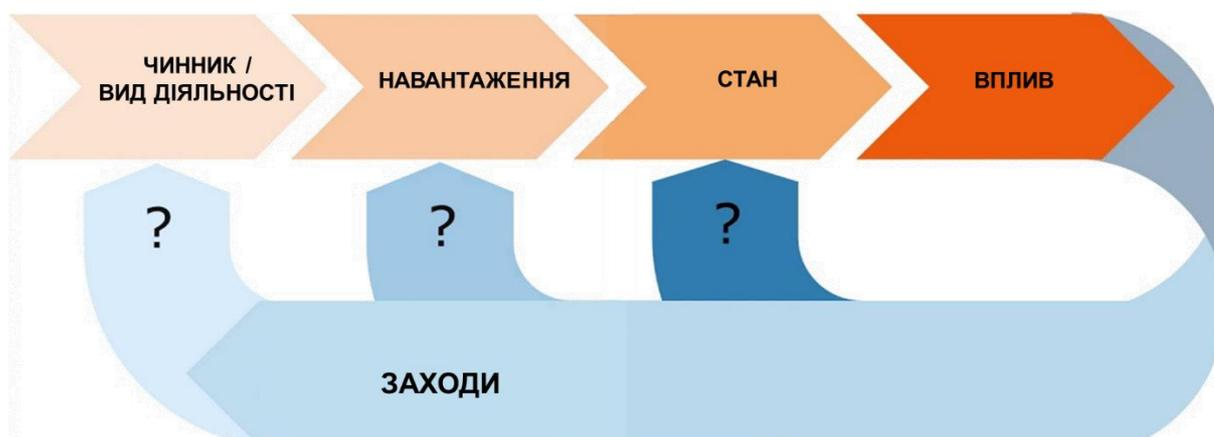 ЧИННИК /
ВИД ДІЯЛЬНОСТІ
НАВАНТАЖЕННЯ
СТАН
ВПЛИВ
?
?
?
ЗАХОДИ